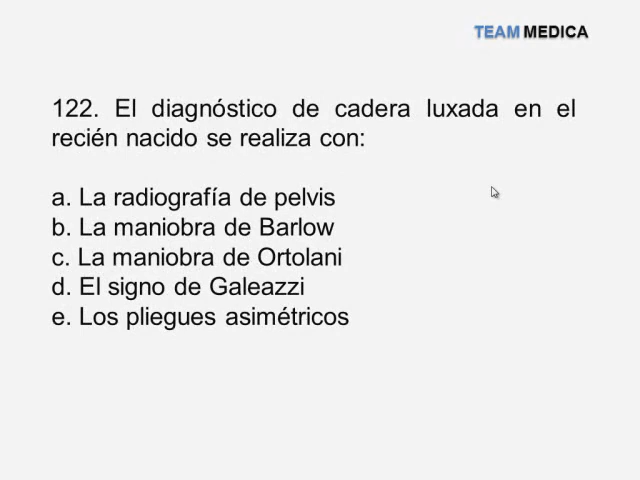 TEAM MEDICA
122. El diagnóstico de cadera luxada en el
recién nacido se realiza con:
a. La radiografía de pelvis
b. La maniobra de Barlow
c. La maniobra de Ortolani
d. El signo de Galeazzi
e. Los pliegues asimétricos